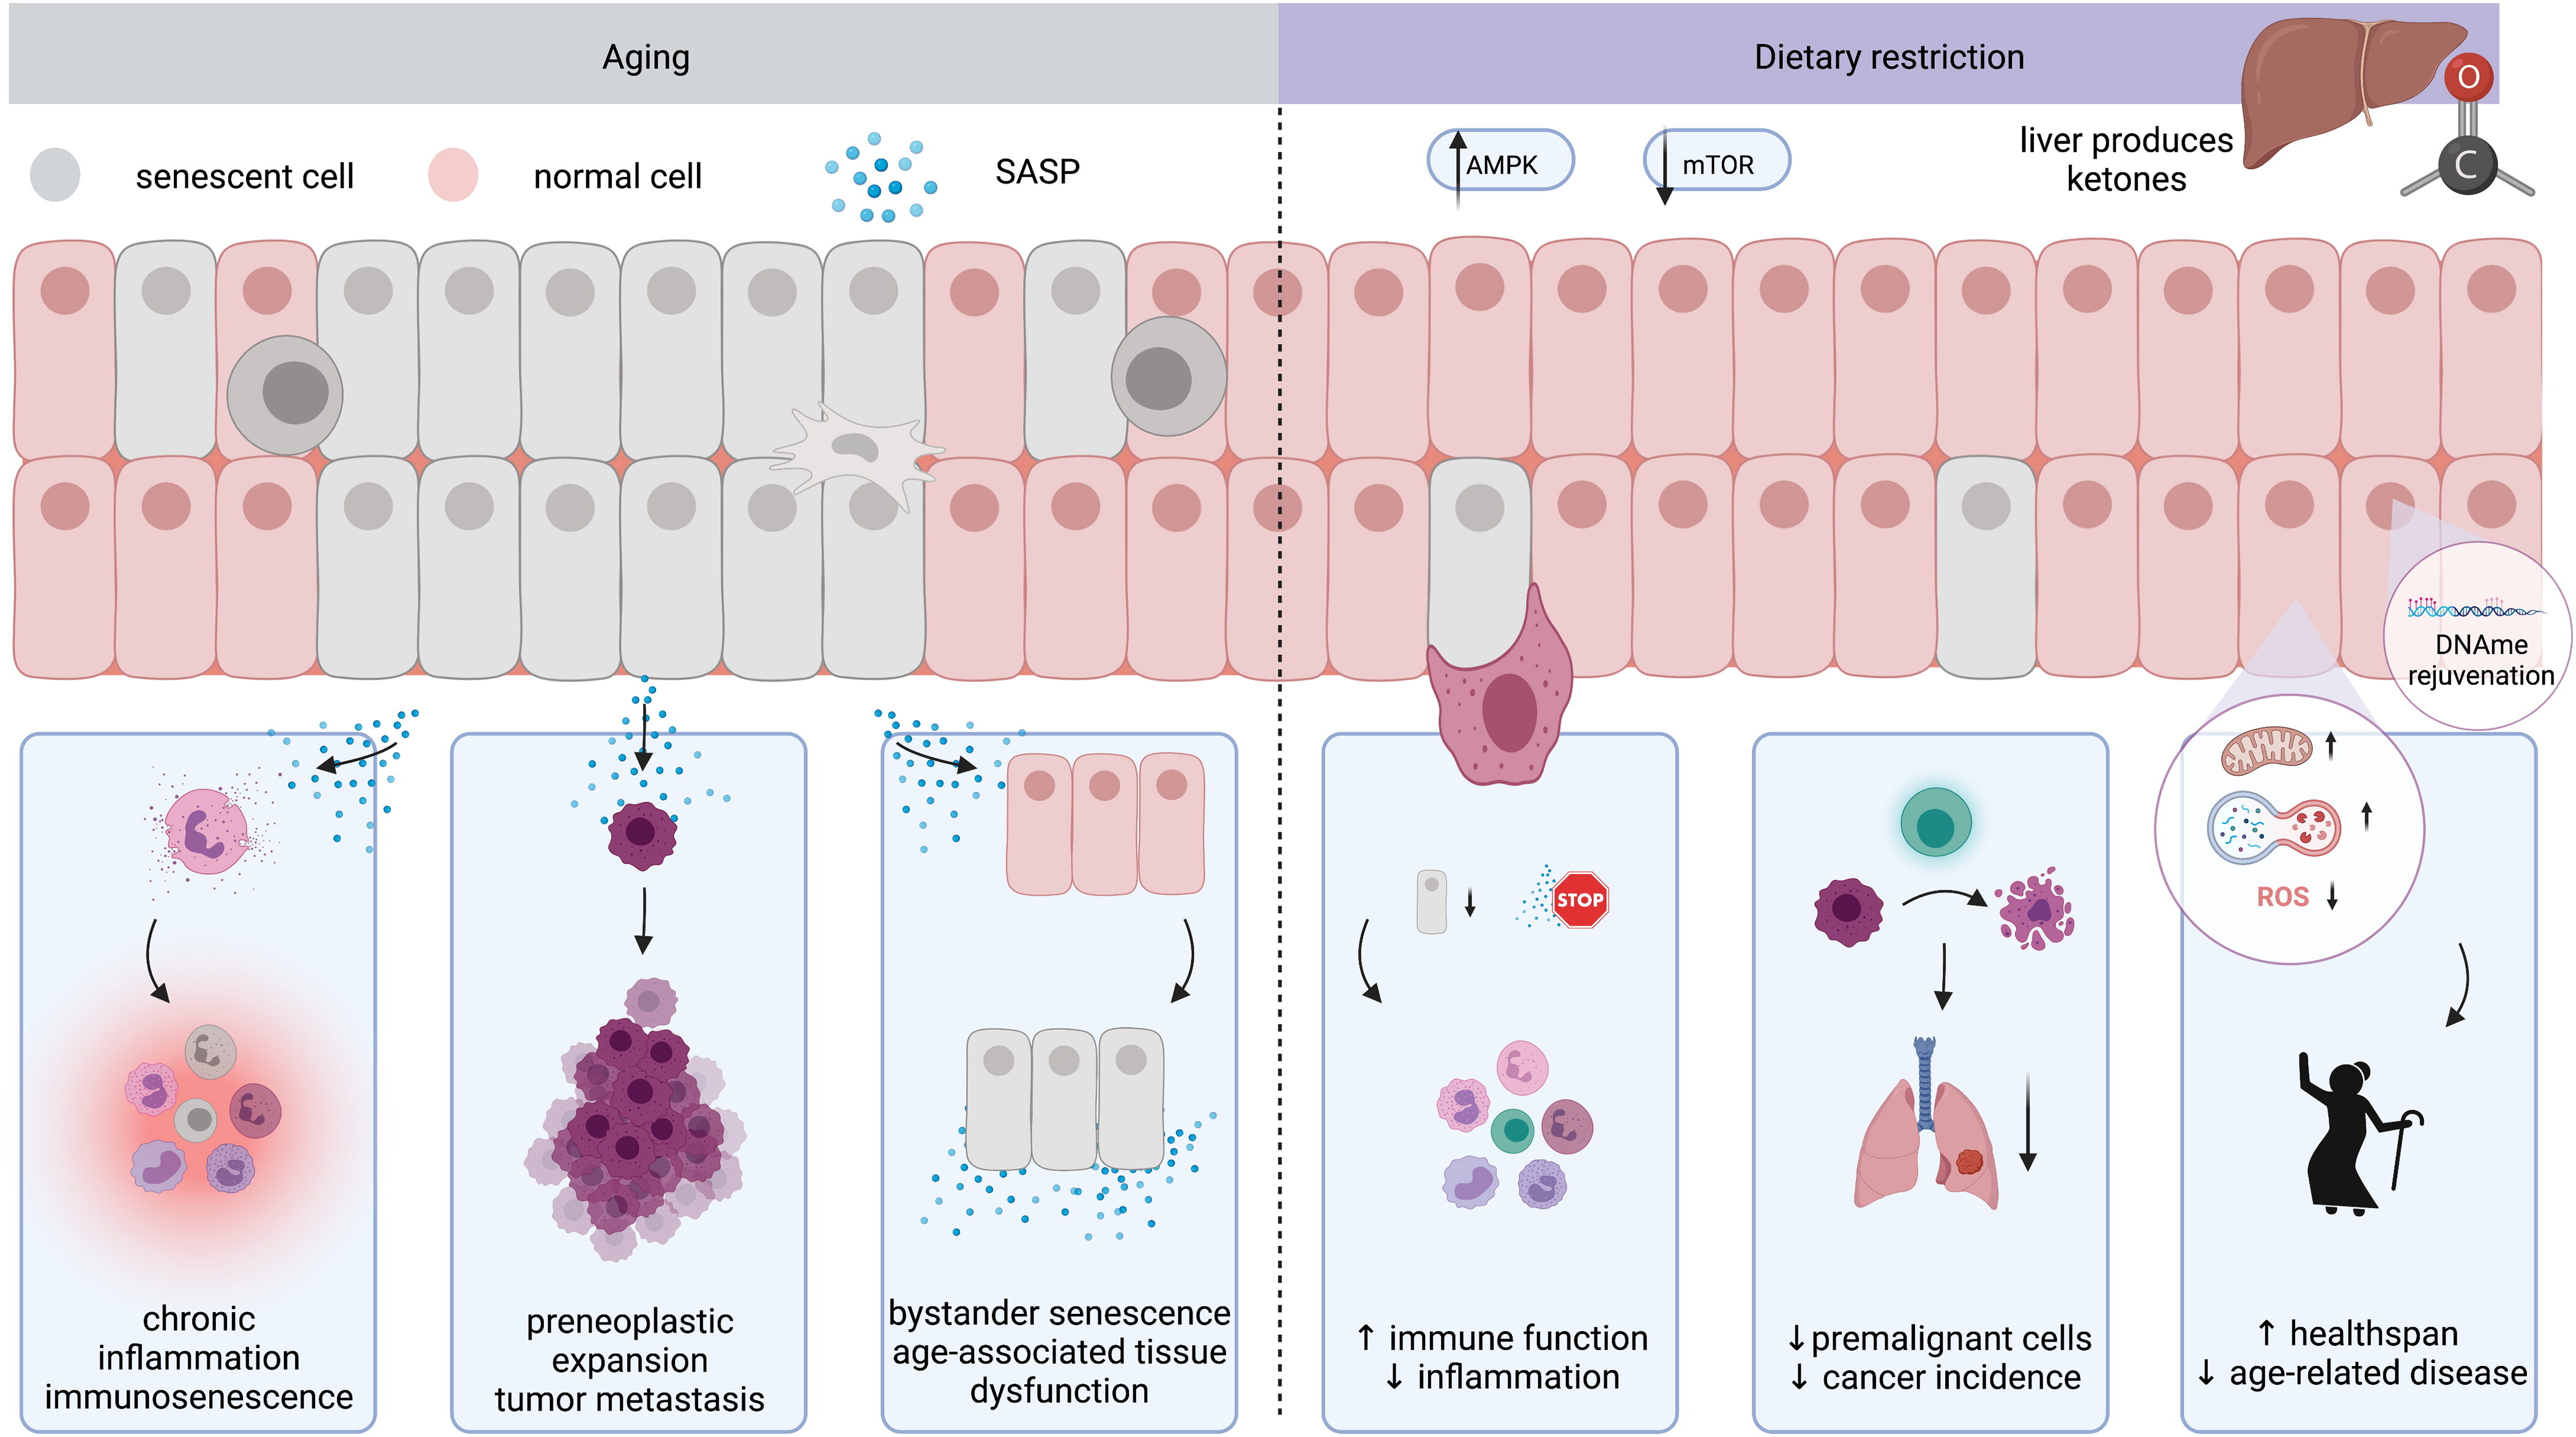 Aging
Dietary restriction
senescent cell
normal cell
SASP
AMPK
mTOR
liver produces
ketones
O
C
DNAme
rejuvenation
STOP
ROS
chronic
inflammation
immunosenescence
preneoplastic
expansion
tumor metastasis
bystander senescence
age-associated tissue
dysfunction
↑ immune function
↓ inflammation
↓premalignant cells
↓ cancer incidence
↑ healthspan
↓ age-related disease